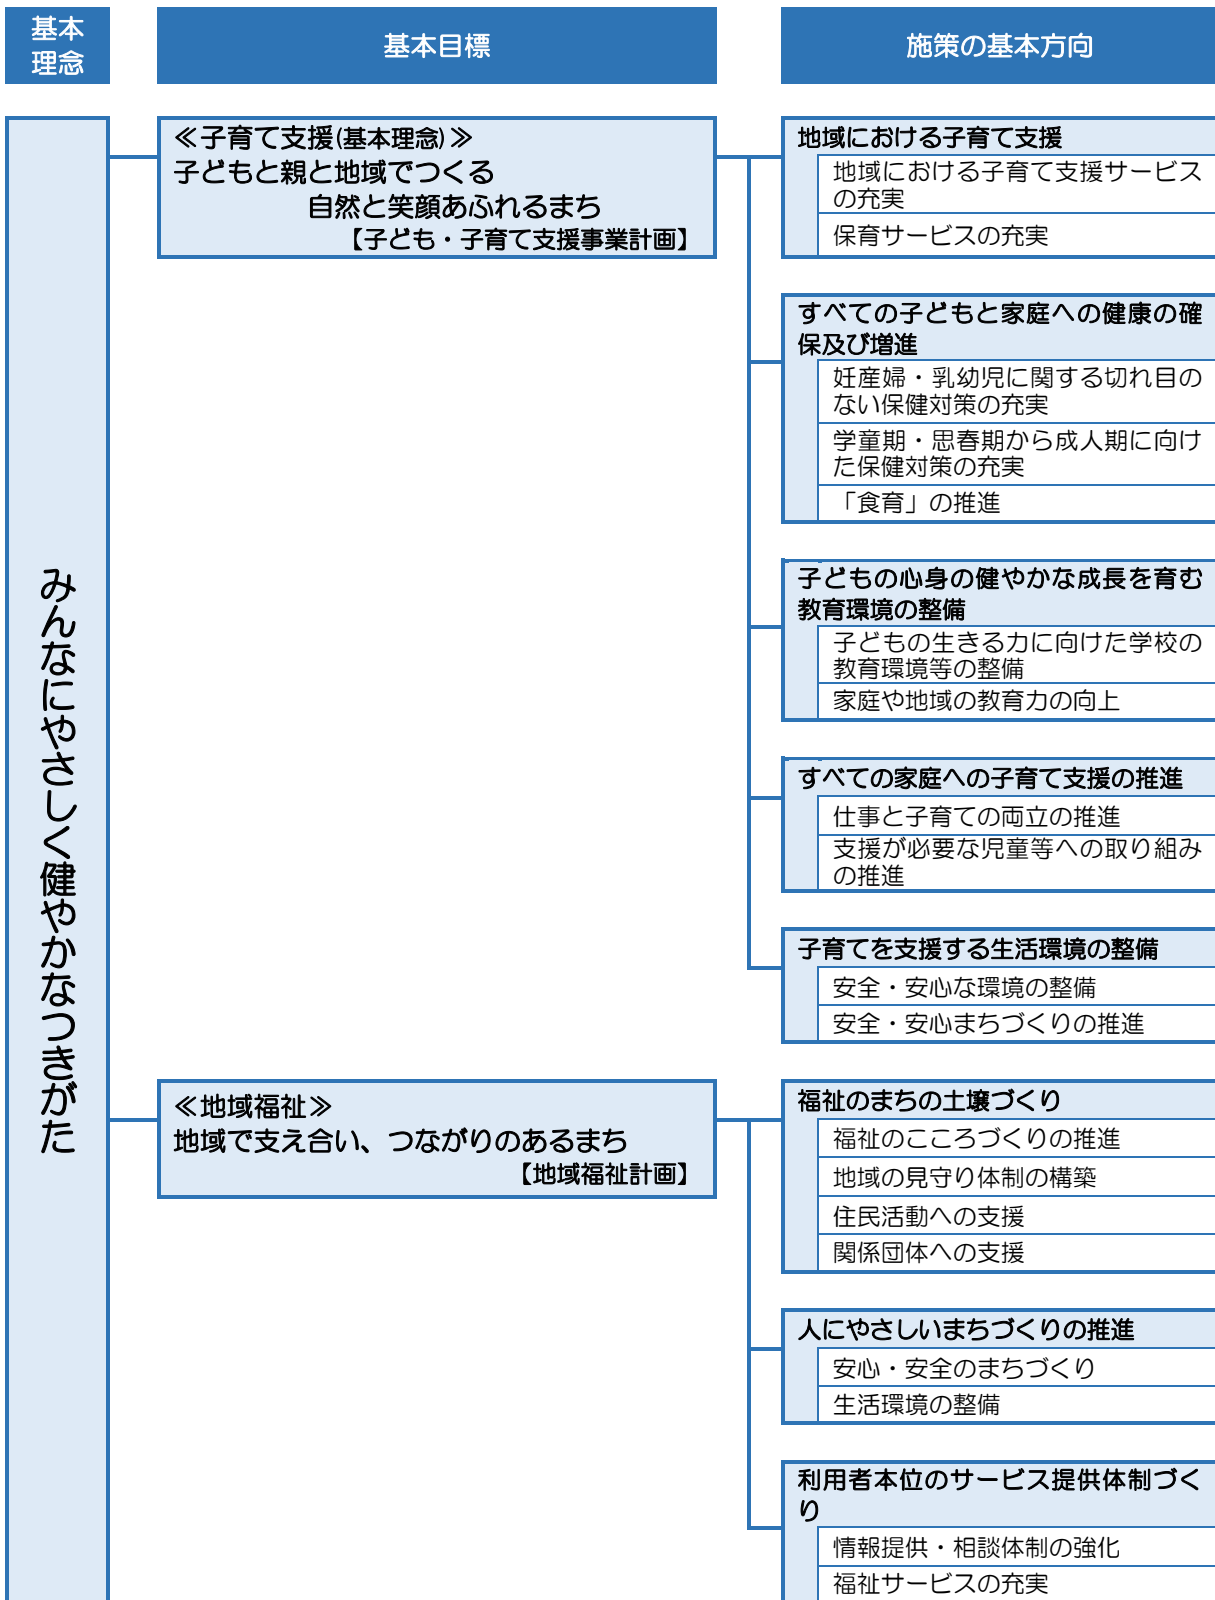 基本
理念
基本目標
施策の基本方向
みんなにやさしく健やかなつきがた
≪子育て支援(基本理念)≫
子どもと親と地域でつくる
自然と笑顔あふれるまち
【子ども・子育て支援事業計画】
地域における子育て支援
地域における子育て支援サービス
の充実
保育サービスの充実
すべての子どもと家庭への健康の確
保及び増進
妊産婦・乳幼児に関する切れ目の
ない保健対策の充実
学童期・思春期から成人期に向け
た保健対策の充実
「食育」の推進
子どもの心身の健やかな成長を育む
教育環境の整備
子どもの生きる力に向けた学校の
教育環境等の整備
家庭や地域の教育力の向上
すべての家庭への子育て支援の推進
仕事と子育ての両立の推進
支援が必要な児童等への取り組み
の推進
子育てを支援する生活環境の整備
安全・安心な環境の整備
安全・安心まちづくりの推進
≪地域福祉≫
地域で支え合い、つながりのあるまち
【地域福祉計画】
福祉のまちの土壌づくり
福祉のこころづくりの推進
地域の見守り体制の構築
住民活動への支援
関係団体への支援
人にやさしいまちづくりの推進
安心・安全のまちづくり
生活環境の整備
利用者本位のサービス提供体制づく
り
情報提供・相談体制の強化
福祉サービスの充実